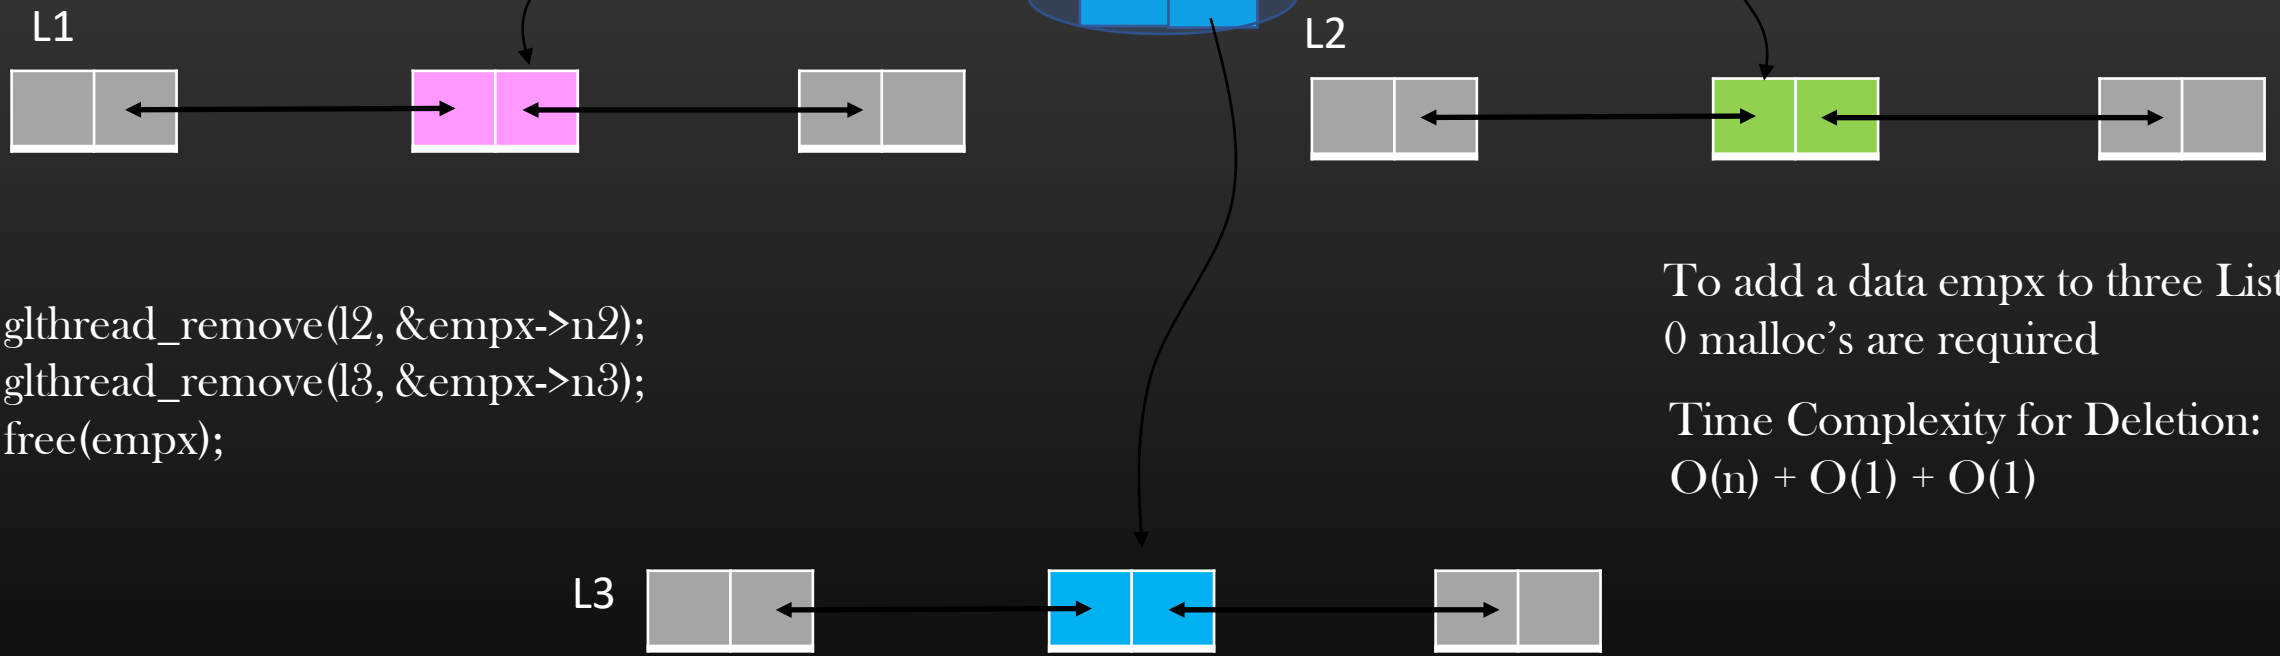 L1
L2
glthread_remove(l2, &empx->n2);
glthread_remove(l3, &empx->n3);
free(empx);
To add a data empx to three List
0 malloc's are required
Time Complexity for Deletion:
O(n) + O(1) + O(1)
L3